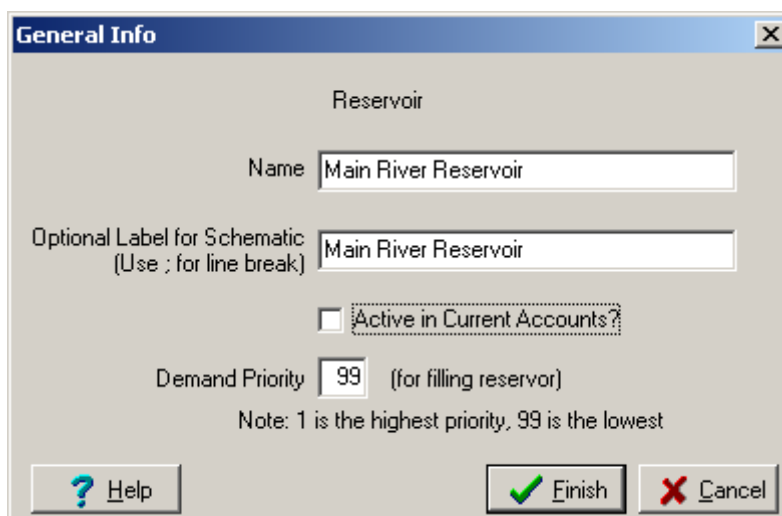 General Info
Reservoir
Name Main River Reservoir
Optional Label for Schematic
(Use ; for line break) Main River Reservoir
Active in Current Accounts?
Demand Priority 99 (for filling reservor)
Note: 1 is the highest priority, 99 is the lowest
? Help Finish Cancel